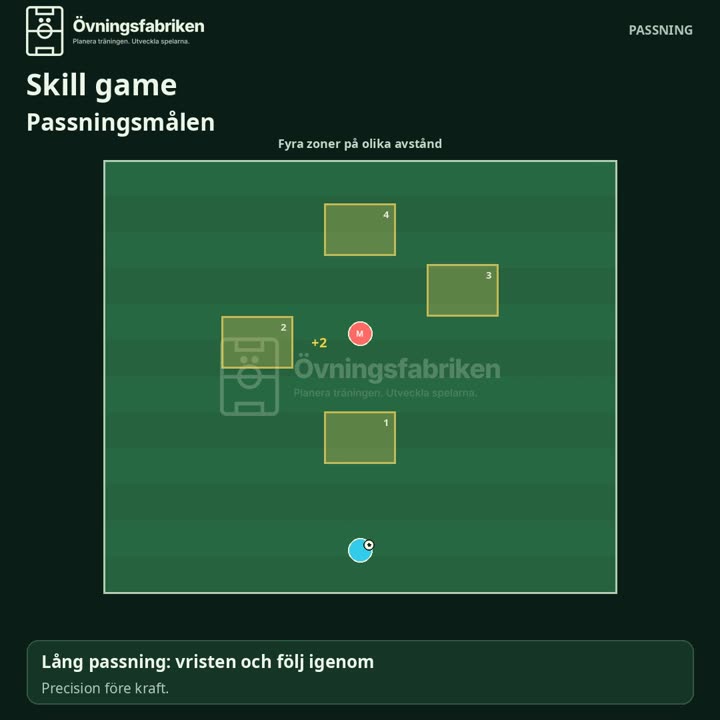 Övningsfabriken
Planera träningen. Utveckla spelarna.
PASSNING
Skill game
Passningsmålen
Fyra zoner på olika avstånd
4
3
2
+2
M
Övningsfabriken
Planera träningen. Utveckla spelarna.
1
Lång passning: vristen och följ igenom
Precision före kraft.